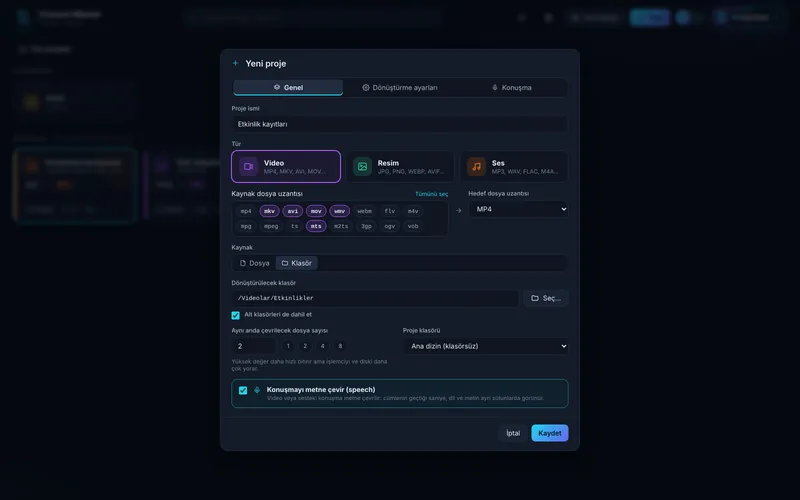 Yeni proje
Genel
Dönüştürme ayarları
Konuşma
Proje ismi
Etkinlik kayıtları
Tür
Video
MP4, MKV, AVI, MOV...
Resim
JPG, PNG, WEBP, AVIF...
Ses
MP3, WAV, FLAC, M4A...
Kaynak dosya uzantısı
Tümünü seç
Hedef dosya uzantısı
mp4 mkv avi mov wmv webm flv m4v
mpg mpeg ts mts m2ts 3gp ogv vob
→
MP4
Kaynak
Dosya
Klasör
Dönüştürülecek klasör
/Videolar/Etkinlikler
Seç...
Alt klasörleri de dahil et
Aynı anda çevrilecek dosya sayısı
Proje klasörü
2
1 2 4 8
Ana dizin (klasörsüz)
Yüksek değer daha hızlı bitirir ama işlemciyi ve diski daha
çok yorar.
Konuşmayı metne çevir (speech)
Video veya sesteki konuşma metne çevrilir; cümlenin geçtiği saniye, dil ve metin ayrı sütunlarda görünür.
İptal
Kaydet